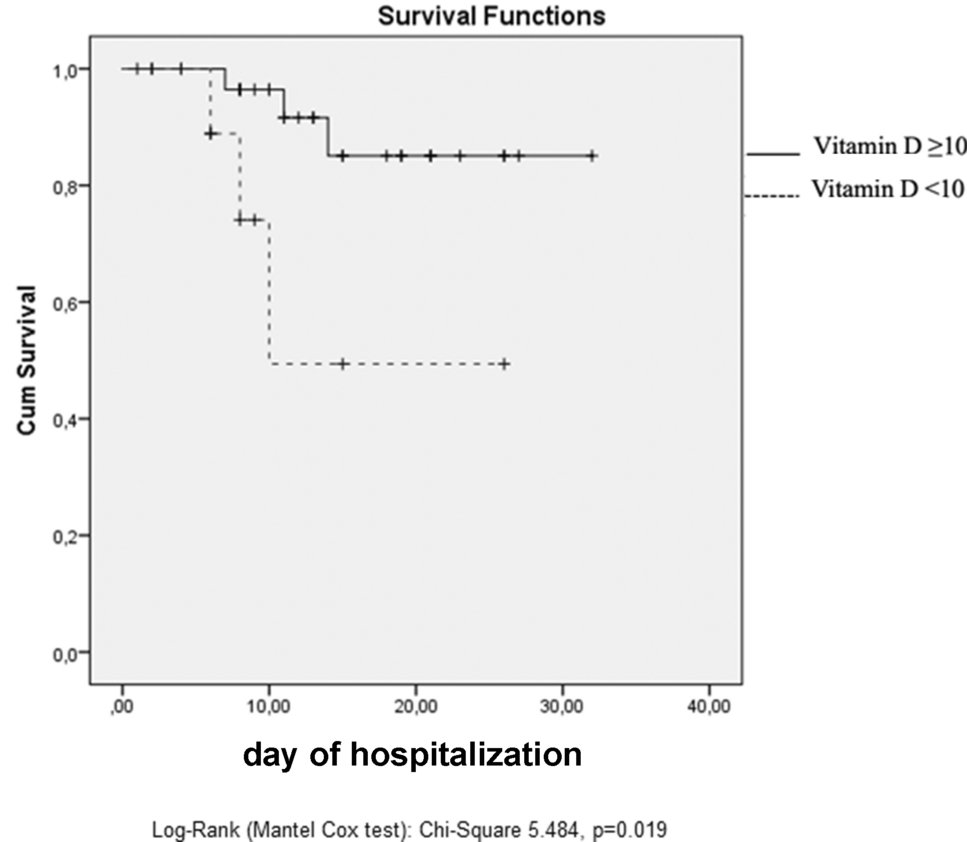 Survival Functions
1,0
0,8
0,6
0,4
0,2
0,0
Cum Survival
,00
10,00
20,00
30,00
40,00
day of hospitalization
Vitamin D ≥10
Vitamin D <10
Log-Rank (Mantel Cox test): Chi-Square 5.484, p=0.019